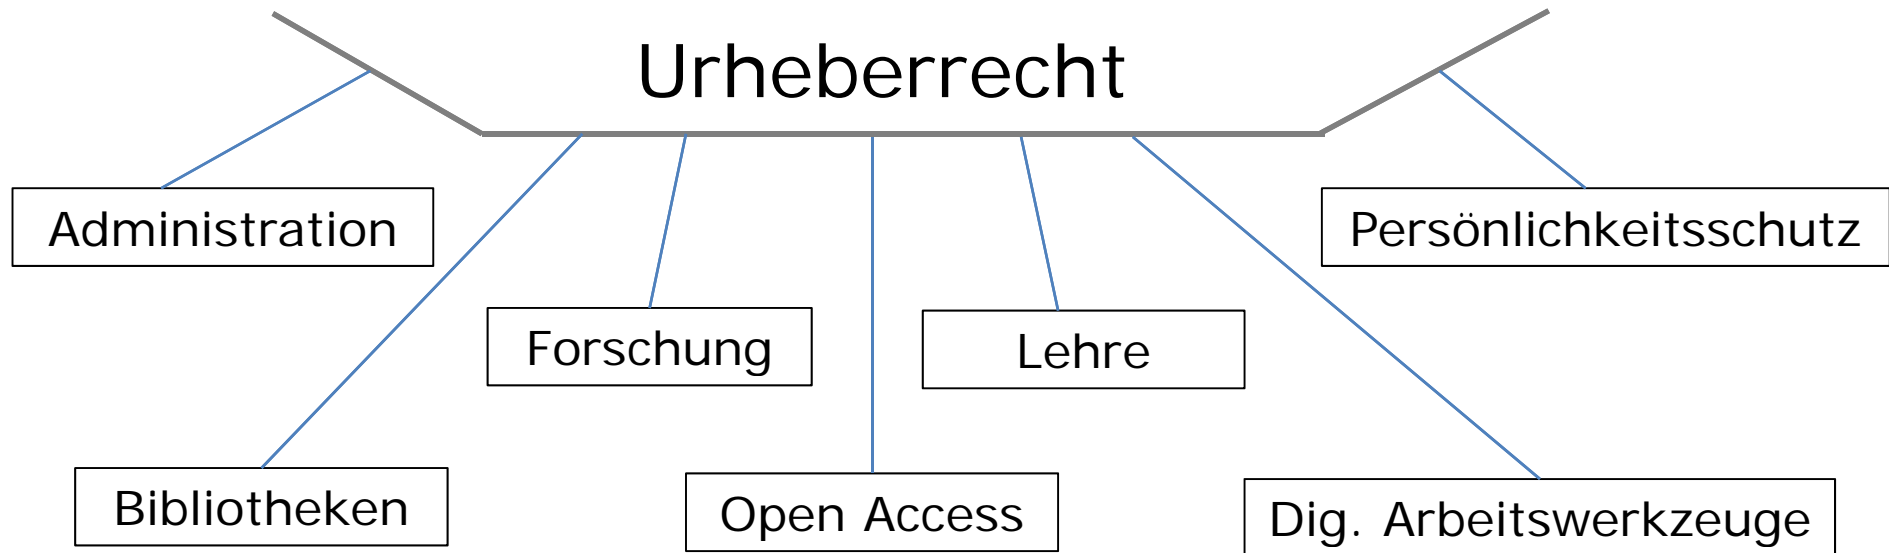 Urheberrecht
Administration
Persönlichkeitsschutz
Forschung
Lehre
Bibliotheken
Open Access
Dig. Arbeitswerkzeuge